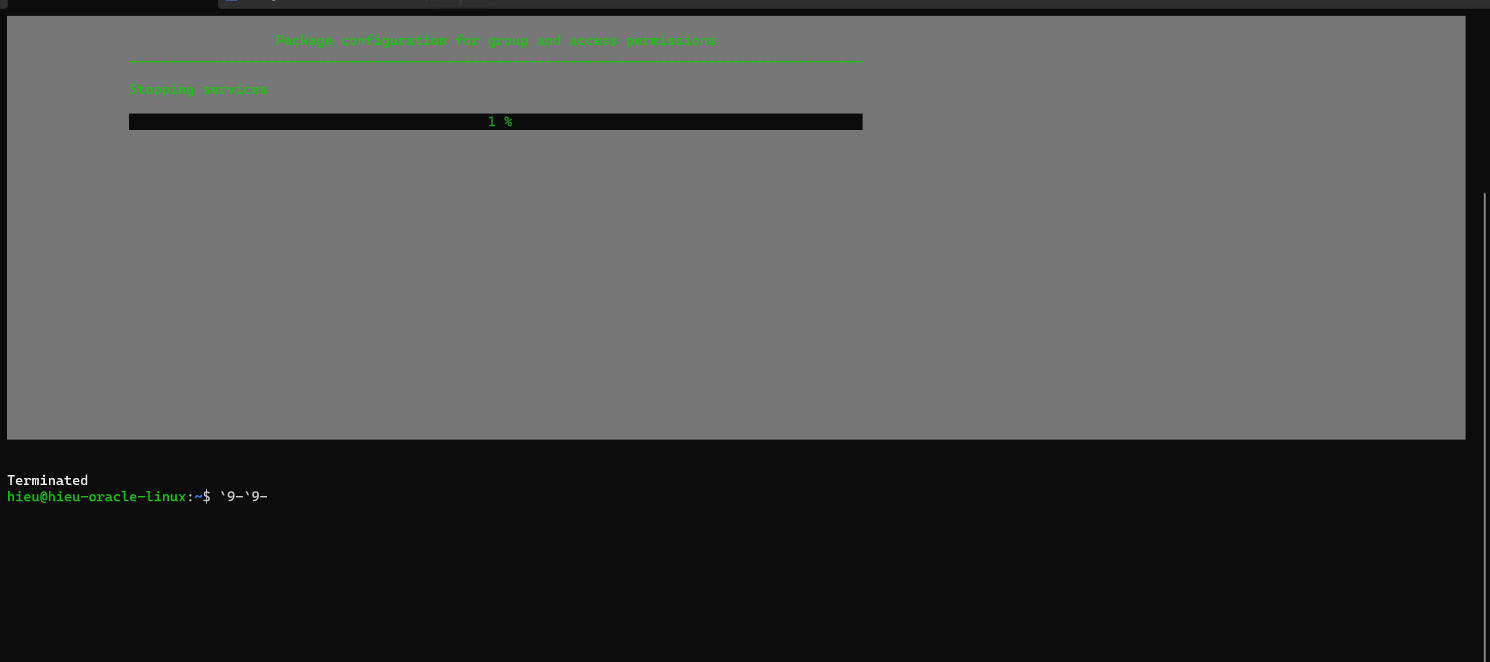 Package configuration for group and access permissions
Stopping services
1 %
Terminated
hieu@hieu-oracle-linux:~$ `9-`9-